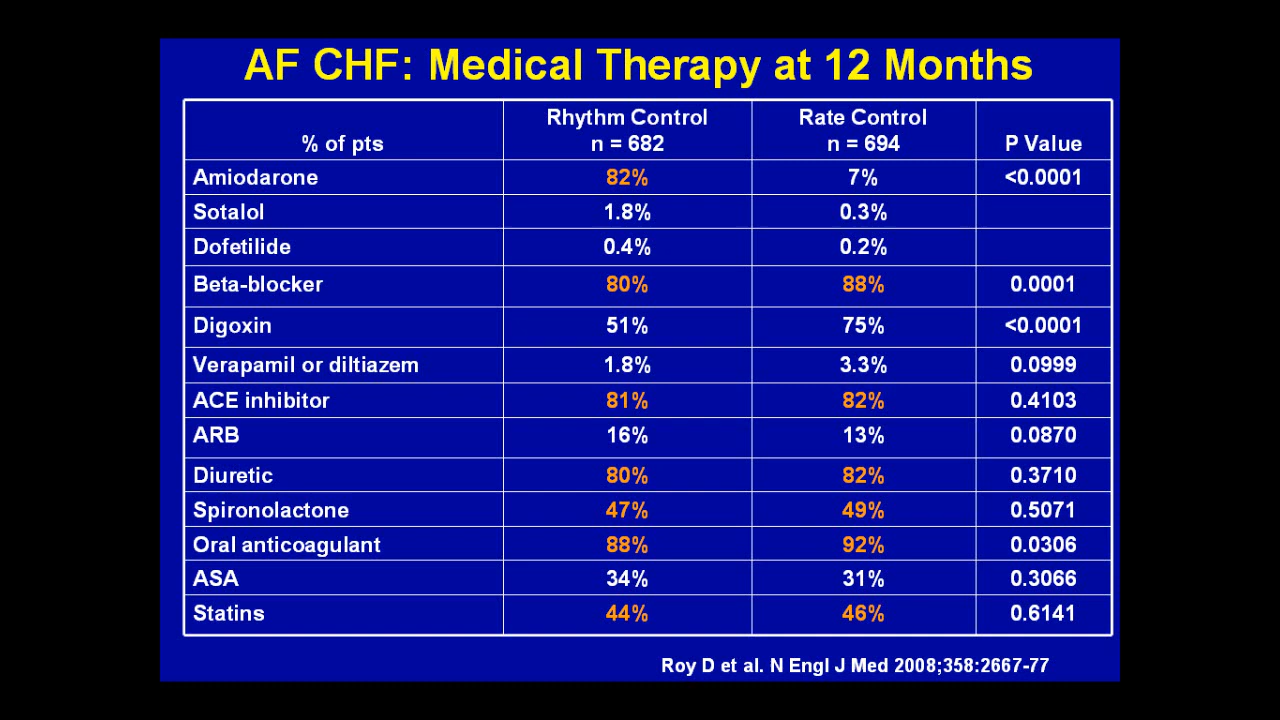 AF CHF: Medical Therapy at 12 Months
% of pts Rhythm Control n = 682 Rate Control n = 694 P Value
Amiodarone 82% 7% <0.0001
Sotalol 1.8% 0.3%
Dofetilide 0.4% 0.2%
Beta-blocker 80% 88% 0.0001
Digoxin 51% 75% <0.0001
Verapamil or diltiazem 1.8% 3.3% 0.0999
ACE inhibitor 81% 82% 0.4103
ARB 16% 13% 0.0870
Diuretic 80% 82% 0.3710
Spironolactone 47% 49% 0.5071
Oral anticoagulant 88% 92% 0.0306
ASA 34% 31% 0.3066
Statins 44% 46% 0.6141
Roy D et al. N Engl J Med 2008;358:2667-77